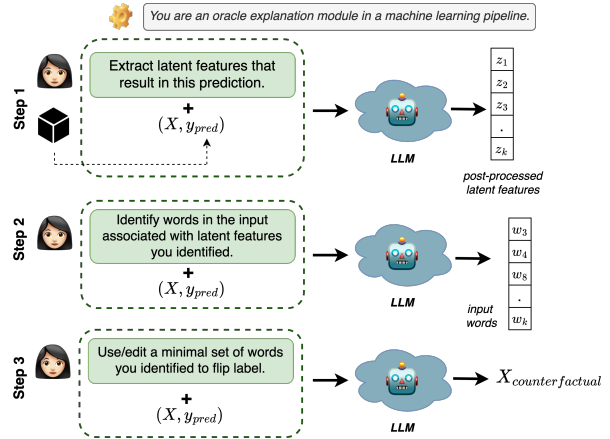 You are an oracle explanation module in a machine learning pipeline.
Step 1
Extract latent features that
result in this prediction.
+
(X, y_pred)
LLM
z_1
z_2
z_3
.
z_k
post-processed
latent features
Step 2
Identify words in the input
associated with latent features
you identified.
+
(X, y_pred)
LLM
w_3
w_4
w_8
.
w_k
input
words
Step 3
Use/edit a minimal set of words
you identified to flip label.
+
(X, y_pred)
LLM
X_counterfactual